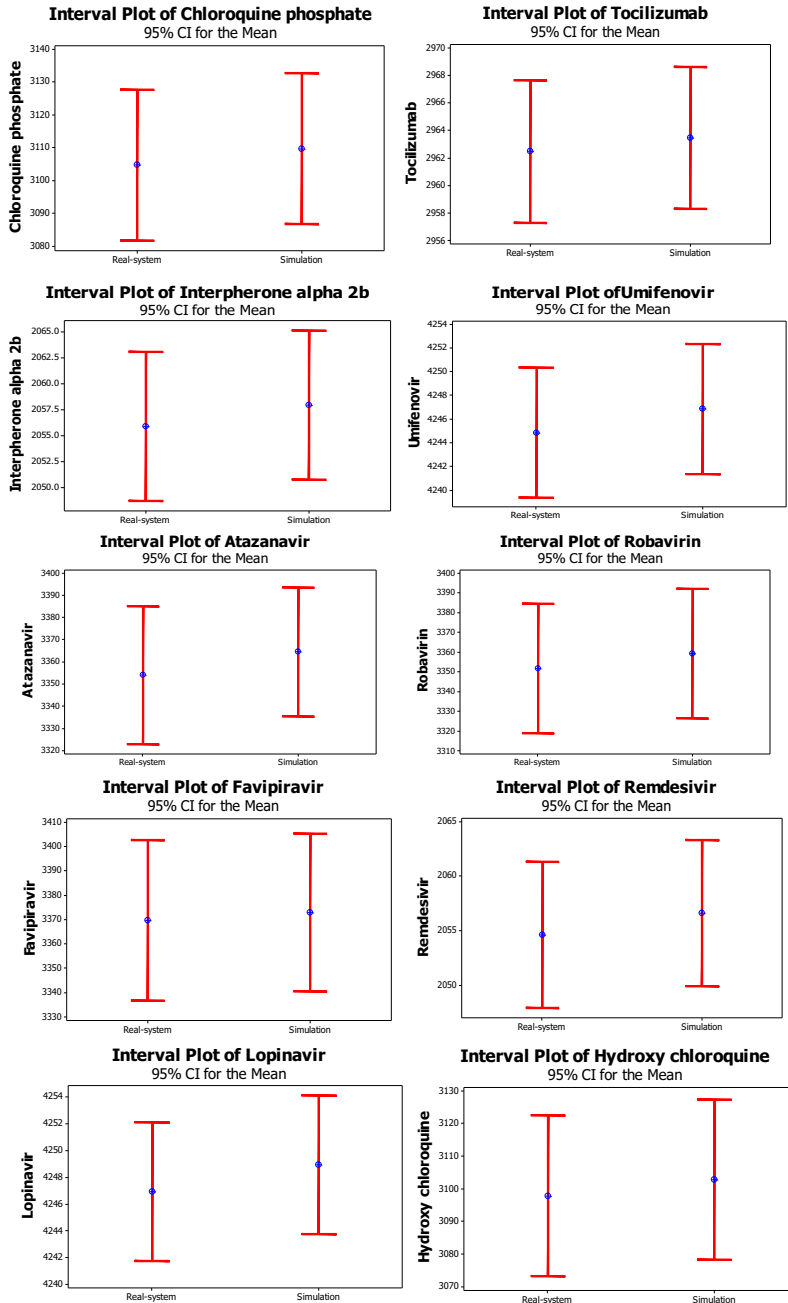 Interval Plot of Chloroquine phosphate
95% CI for the Mean
Chloroquine phosphate
3140
3130
3120
3110
3100
3090
3080
Real-system
Simulation
Interval Plot of Tocilizumab
95% CI for the Mean
Tocilizumab
2970
2968
2966
2964
2962
2960
2958
2956
Real-system
Simulation
Interval Plot of Interpherone alpha 2b
95% CI for the Mean
Interpherone alpha 2b
2065.0
2062.5
2060.0
2057.5
2055.0
2052.5
2050.0
Real-system
Simulation
Interval Plot ofUmifenovir
95% CI for the Mean
Umifenovir
4254
4252
4250
4248
4246
4244
4242
4240
Real-system
Simulation
Interval Plot of Atazanavir
95% CI for the Mean
Atazanavir
3400
3390
3380
3370
3360
3350
3340
3330
3320
Real-system
Simulation
Interval Plot of Robavirin
95% CI for the Mean
Robavirin
3400
3390
3380
3370
3360
3350
3340
3330
3320
3310
Real-system
Simulation
Interval Plot of Favipiravir
95% CI for the Mean
Favipiravir
3410
3400
3390
3380
3370
3360
3350
3340
3330
Real-system
Simulation
Interval Plot of Remdesivir
95% CI for the Mean
Remdesivir
2065
2060
2055
2050
Real-system
Simulation
Interval Plot of Lopinavir
95% CI for the Mean
Lopinavir
4254
4252
4250
4248
4246
4244
4242
4240
Real-system
Simulation
Interval Plot of Hydroxy chloroquine
95% CI for the Mean
Hydroxy chloroquine
3130
3120
3110
3100
3090
3080
3070
Real-system
Simulation